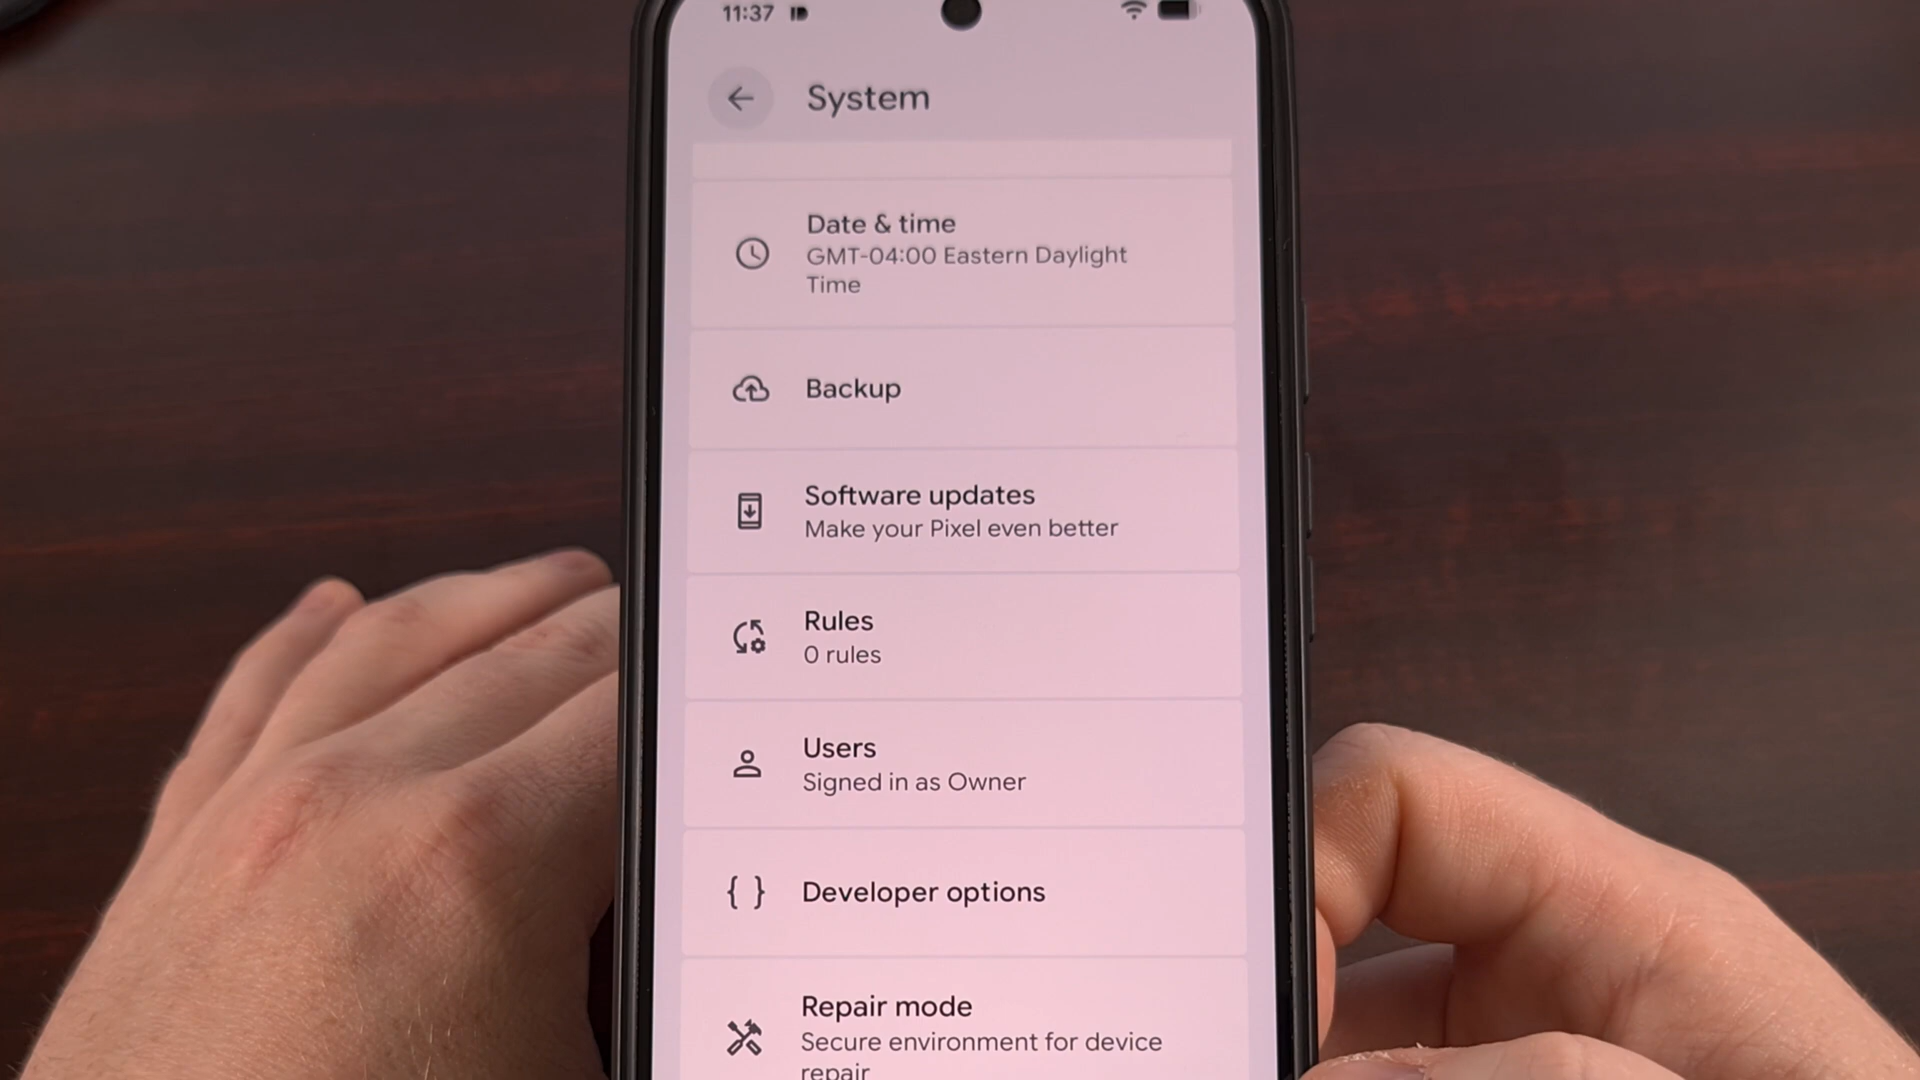 11:37
System
Date & time
GMT-04:00 Eastern Daylight
Time
Backup
Software updates
Make your Pixel even better
Rules
0 rules
Users
Signed in as Owner
{ } Developer options
Repair mode
Secure environment for device
repair